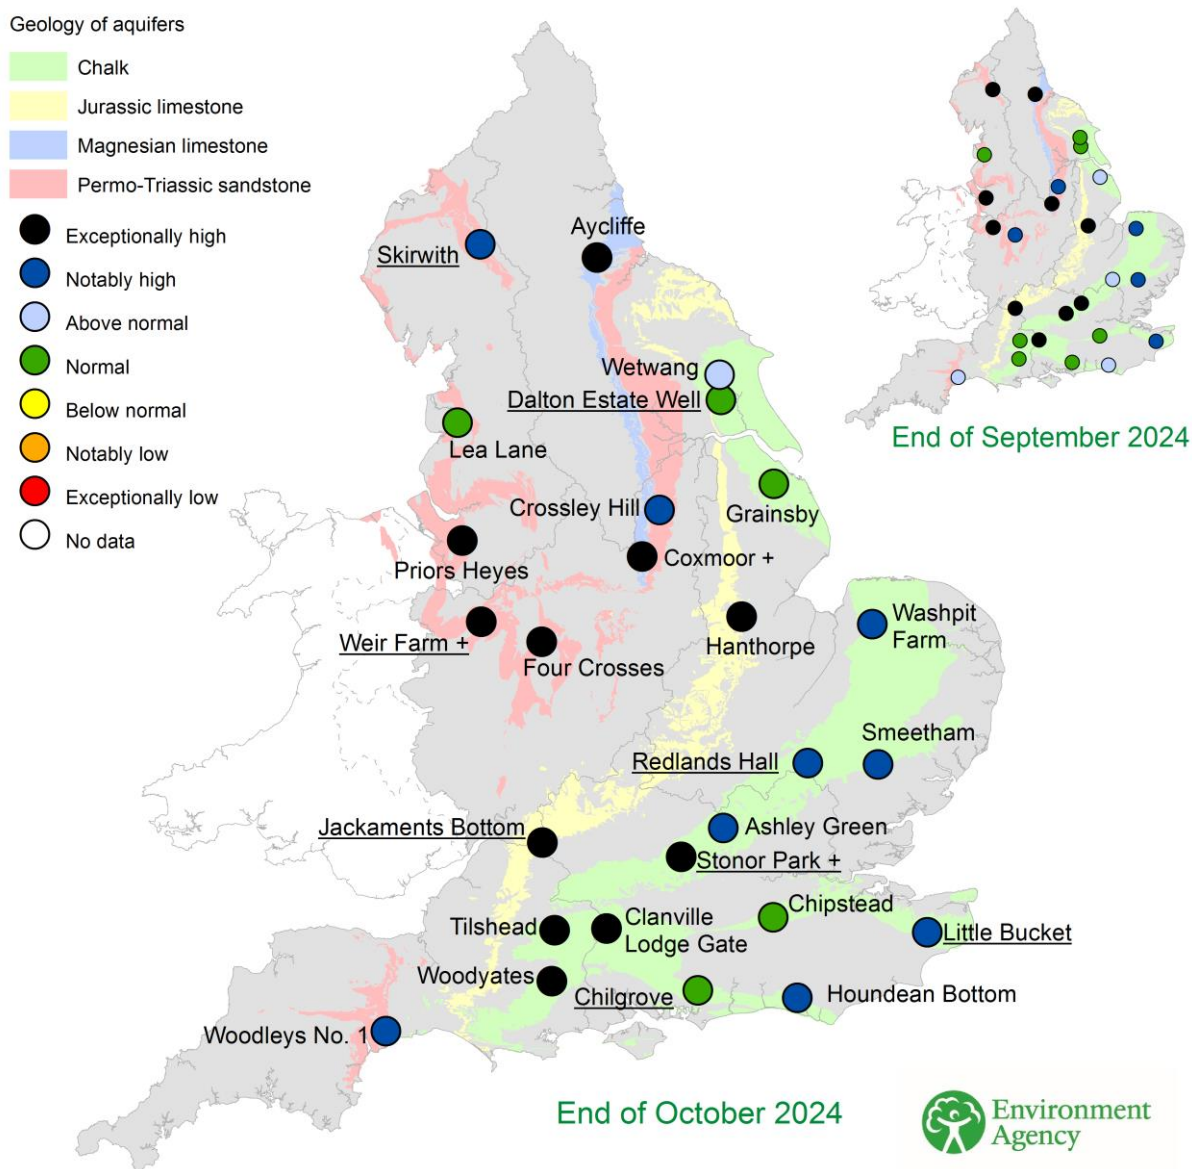 Geology of aquifers
Chalk
Jurassic limestone
Magnesian limestone
Permo-Triassic sandstone
Exceptionally high
Notably high
Above normal
Normal
Below normal
Notably low
Exceptionally low
No data
Aycliffe
Skirwith
Wetwang
Dalton Estate Well
Lea Lane
Crossley Hill
Grainsby
Coxmoor +
Priors Heyes
Weir Farm +
Four Crosses
Hanthorpe
Washpit
Farm
Smeetham
Redlands Hall
Jackaments Bottom
Ashley Green
Stonor Park +
Chipstead
Tilshead
Clanville
Lodge Gate
Little Bucket
Woodyates
Chilgrove
Houndean Bottom
Woodleys No. 1
End of September 2024
End of October 2024
Environment
Agency